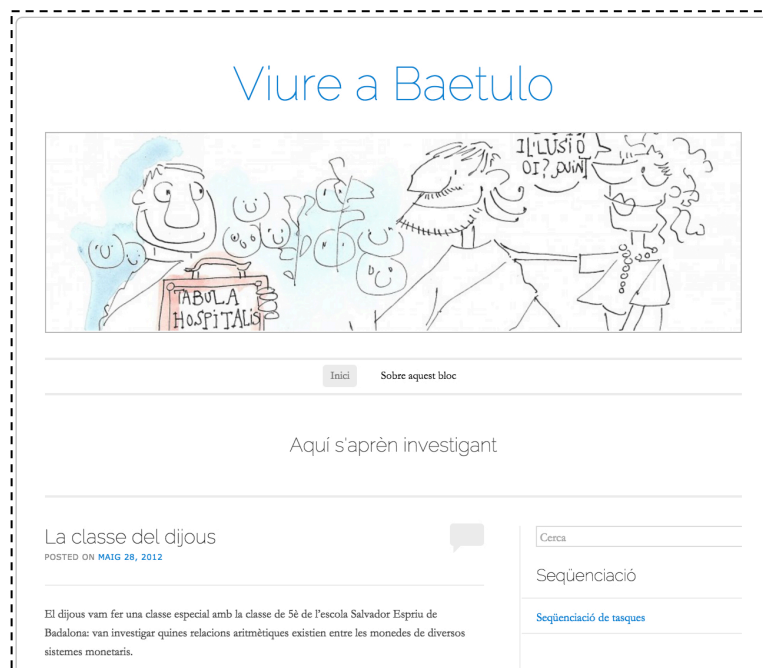 Viure a Baetulo
IL·LUSIÓ
OI? QUIN
TABULA
HOSPITALIS
Inici
Sobre aquest bloc
Aquí s'aprèn investigant
La classe del dijous
POSTED ON MAIG 28, 2012
El dijous vam fer una classe especial amb la classe de 5è de l'escola Salvador Espriu de
Badalona: van investigar quines relacions aritmètiques existien entre les monedes de diversos
sistemes monetaris.
Cerca
Seqüenciació
Seqüenciació de tasques